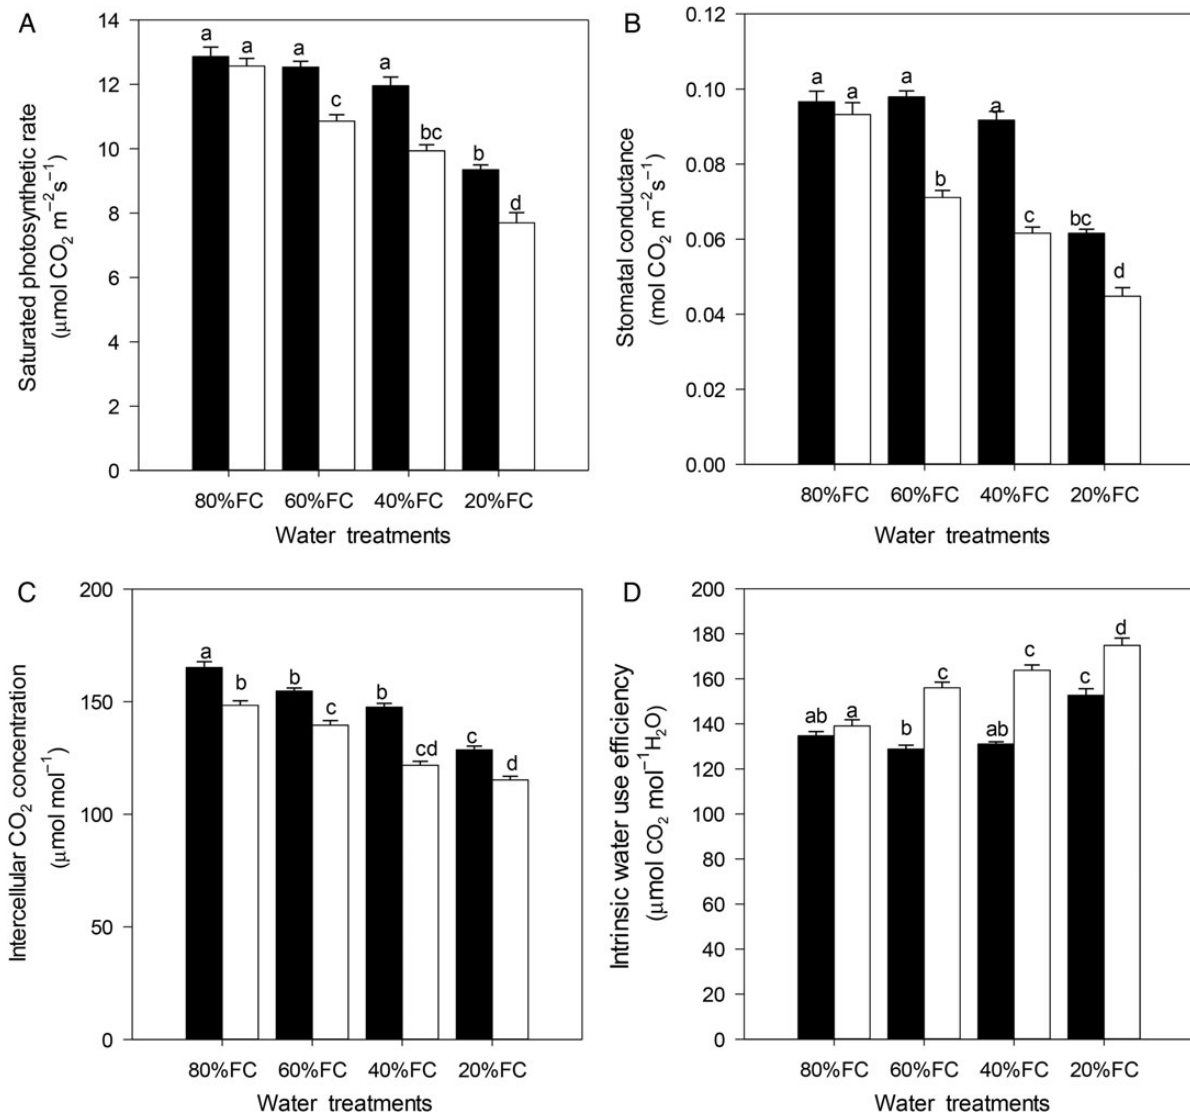 A
Saturated photosynthetic rate
(μmol CO₂ m⁻²s⁻¹)
14
12
10
8
6
4
2
0
a
a
a
c
a
bc
b
d
80%FC 60%FC 40%FC 20%FC
Water treatments
B
Stomatal conductance
(mol CO₂ m⁻²s⁻¹)
0.12
0.10
0.08
0.06
0.04
0.02
0.00
a
a
a
b
a
c
bc
d
80%FC 60%FC 40%FC 20%FC
Water treatments
C
Intercellular CO₂ concentration
(μmol mol⁻¹)
200
150
100
50
0
a
b
b
c
b
cd
c
d
80%FC 60%FC 40%FC 20%FC
Water treatments
D
Intrinsic water use efficiency
(μmol CO₂ mol⁻¹H₂O)
200
180
160
140
120
100
80
60
40
20
0
ab
a
b
c
ab
c
c
d
80%FC 60%FC 40%FC 20%FC
Water treatments